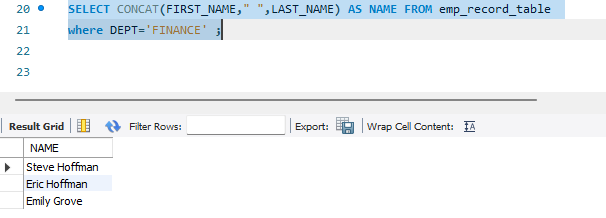 20 SELECT CONCAT(FIRST_NAME," ",LAST_NAME) AS NAME FROM emp_record_table
21 where DEPT='FINANCE' ;
22
23
Result Grid Filter Rows: Export: Wrap Cell Content:
NAME
Steve Hoffman
Eric Hoffman
Emily Grove